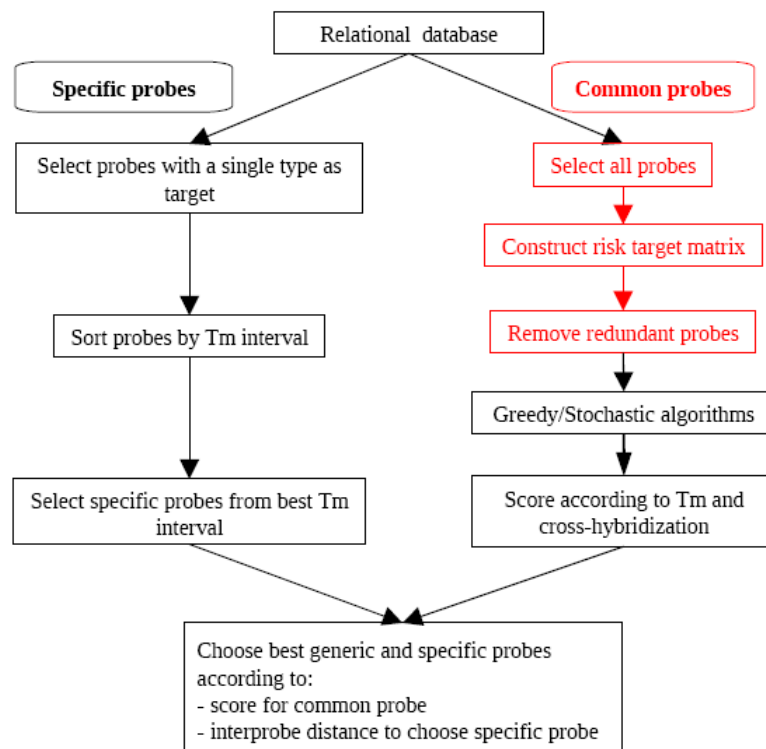 Relational database
Specific probes
Common probes
Select probes with a single type as
target
Select all probes
Construct risk target matrix
Sort probes by Tm interval
Remove redundant probes
Greedy/Stochastic algorithms
Select specific probes from best Tm
interval
Score according to Tm and
cross-hybridization
Choose best generic and specific probes
according to:
- score for common probe
- interprobe distance to choose specific probe